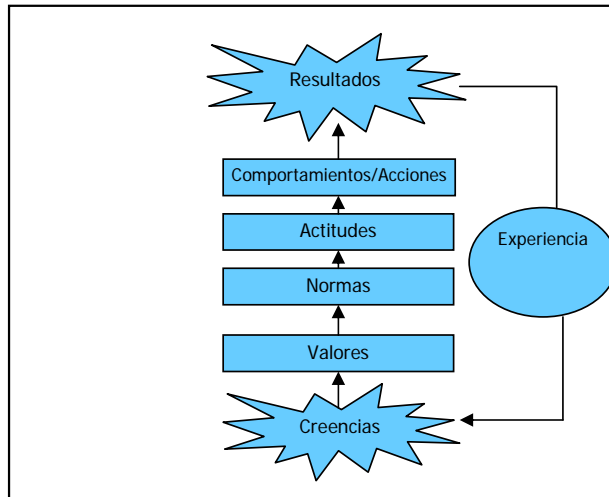 Resultados
Comportamientos/Acciones
Actitudes
Experiencia
Normas
Valores
Creencias